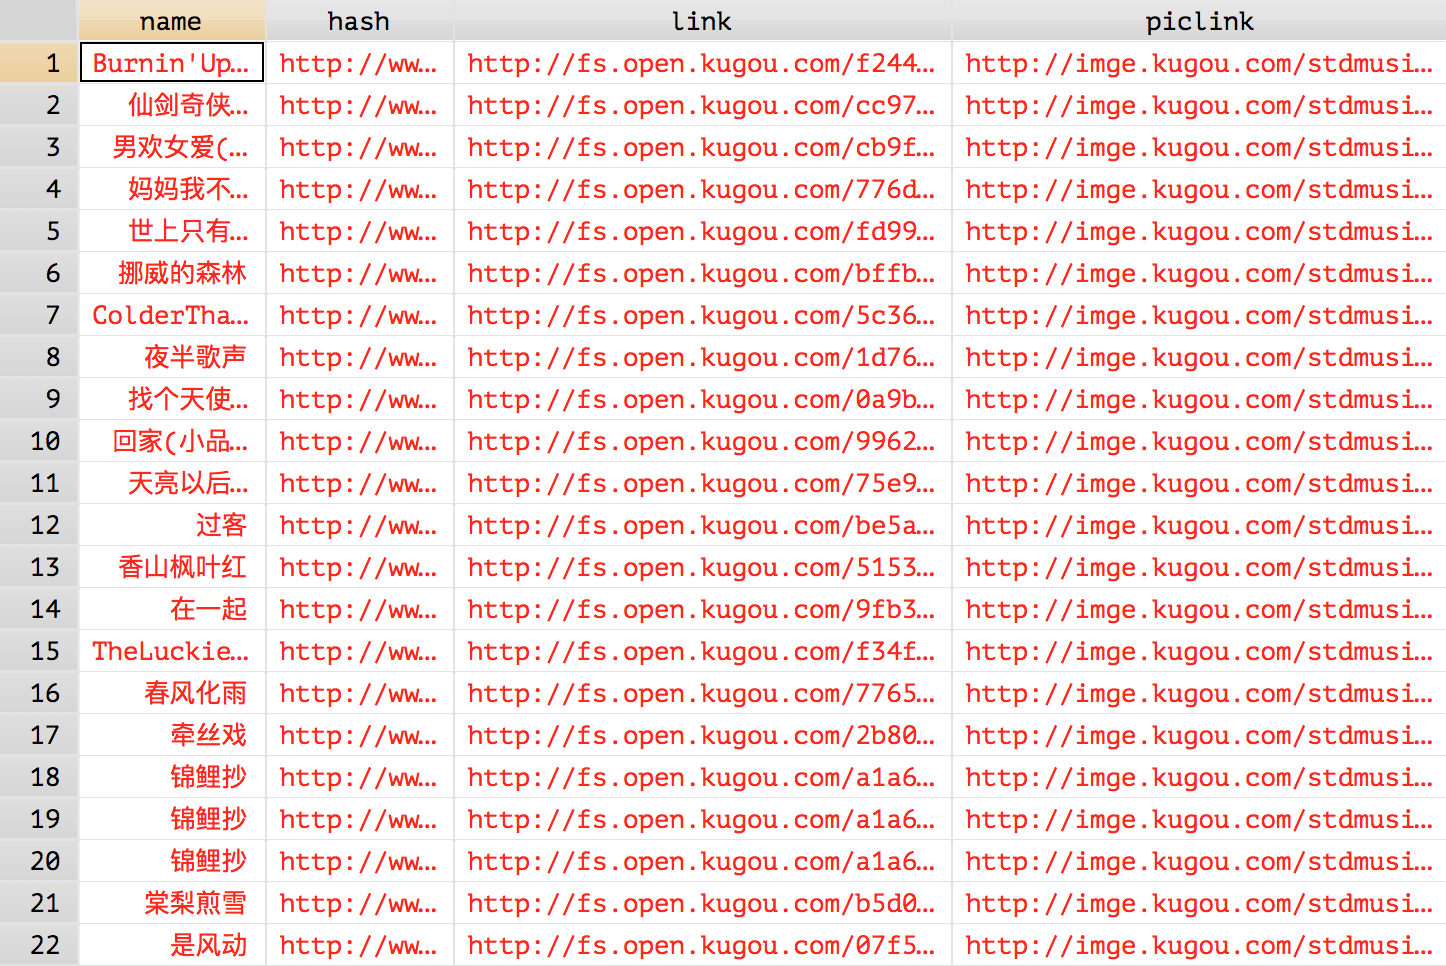 name hash link piclink
1 Burnin'Up… http://ww… http://fs.open.kugou.com/f244… http://imge.kugou.com/stdmusi…
2 仙剑奇侠… http://ww… http://fs.open.kugou.com/cc97… http://imge.kugou.com/stdmusi…
3 男欢女爱(… http://ww… http://fs.open.kugou.com/cb9f… http://imge.kugou.com/stdmusi…
4 妈妈我不… http://ww… http://fs.open.kugou.com/776d… http://imge.kugou.com/stdmusi…
5 世上只有… http://ww… http://fs.open.kugou.com/fd99… http://imge.kugou.com/stdmusi…
6 挪威的森林 http://ww… http://fs.open.kugou.com/bffb… http://imge.kugou.com/stdmusi…
7 ColderTha… http://ww… http://fs.open.kugou.com/5c36… http://imge.kugou.com/stdmusi…
8 夜半歌声 http://ww… http://fs.open.kugou.com/1d76… http://imge.kugou.com/stdmusi…
9 找个天使… http://ww… http://fs.open.kugou.com/0a9b… http://imge.kugou.com/stdmusi…
10 回家(小品… http://ww… http://fs.open.kugou.com/9962… http://imge.kugou.com/stdmusi…
11 天亮以后… http://ww… http://fs.open.kugou.com/75e9… http://imge.kugou.com/stdmusi…
12 过客 http://ww… http://fs.open.kugou.com/be5a… http://imge.kugou.com/stdmusi…
13 香山枫叶红 http://ww… http://fs.open.kugou.com/5153… http://imge.kugou.com/stdmusi…
14 在一起 http://ww… http://fs.open.kugou.com/9fb3… http://imge.kugou.com/stdmusi…
15 TheLuckie… http://ww… http://fs.open.kugou.com/f34f… http://imge.kugou.com/stdmusi…
16 春风化雨 http://ww… http://fs.open.kugou.com/7765… http://imge.kugou.com/stdmusi…
17 牵丝戏 http://ww… http://fs.open.kugou.com/2b80… http://imge.kugou.com/stdmusi…
18 锦鲤抄 http://ww… http://fs.open.kugou.com/a1a6… http://imge.kugou.com/stdmusi…
19 锦鲤抄 http://ww… http://fs.open.kugou.com/a1a6… http://imge.kugou.com/stdmusi…
20 锦鲤抄 http://ww… http://fs.open.kugou.com/a1a6… http://imge.kugou.com/stdmusi…
21 棠梨煎雪 http://ww… http://fs.open.kugou.com/b5d0… http://imge.kugou.com/stdmusi…
22 是风动 http://ww… http://fs.open.kugou.com/07f5… http://imge.kugou.com/stdmusi…